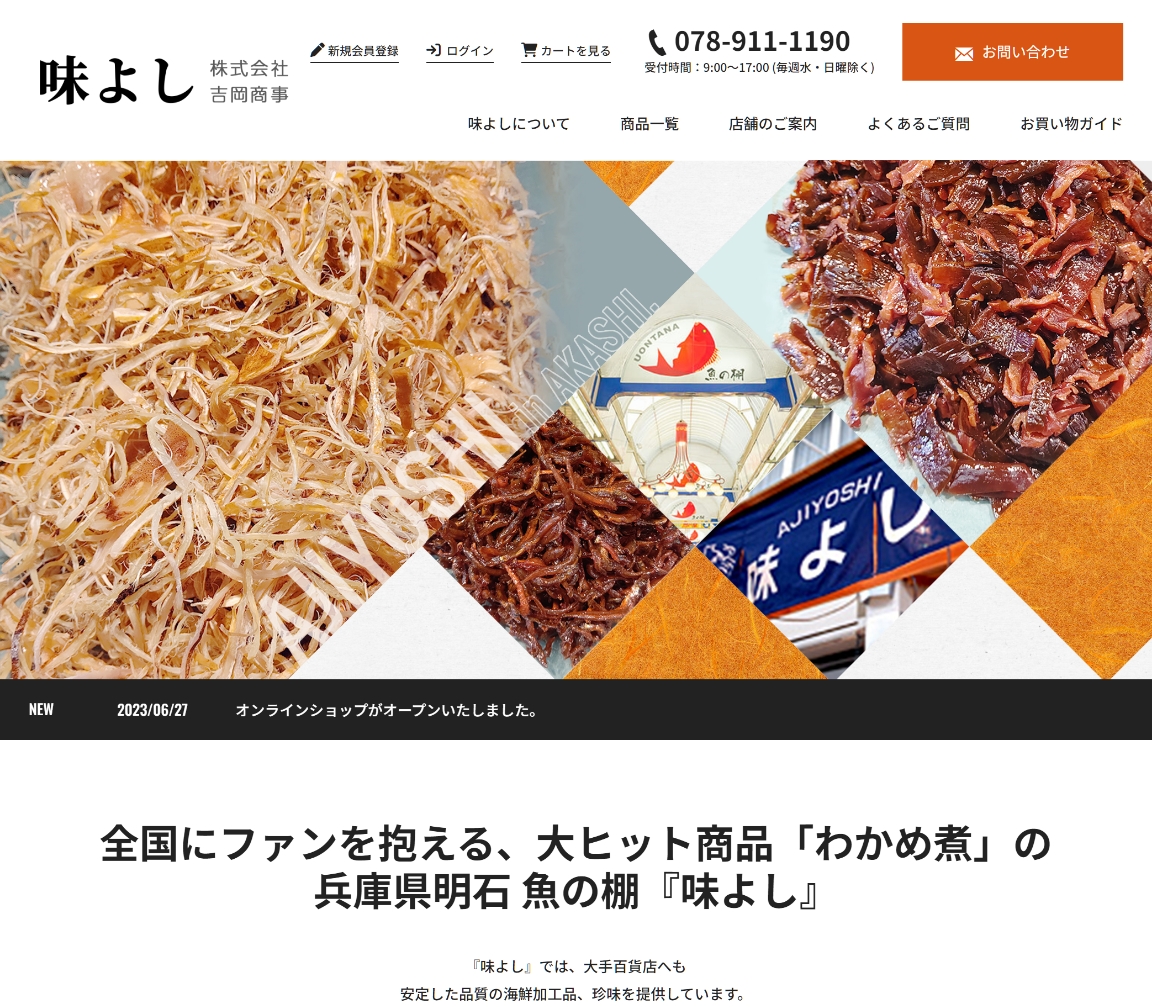 味よし
株式会社
吉岡商事
新規会員登録
ログイン
カートを見る
078-911-1190
受付時間：9:00〜17:00 (毎週水・日曜除く)
お問い合わせ
味よしについて
商品一覧
店舗のご案内
よくあるご質問
お買い物ガイド
UONTANA
魚の棚
AJIYOSHI in AKASHI.
AJIYOSHI
味よし
NEW
2023/06/27
オンラインショップがオープンいたしました。
全国にファンを抱える、大ヒット商品「わかめ煮」の
兵庫県明石 魚の棚『味よし』
『味よし』では、大手百貨店へも
安定した品質の海鮮加工品、珍味を提供しています。